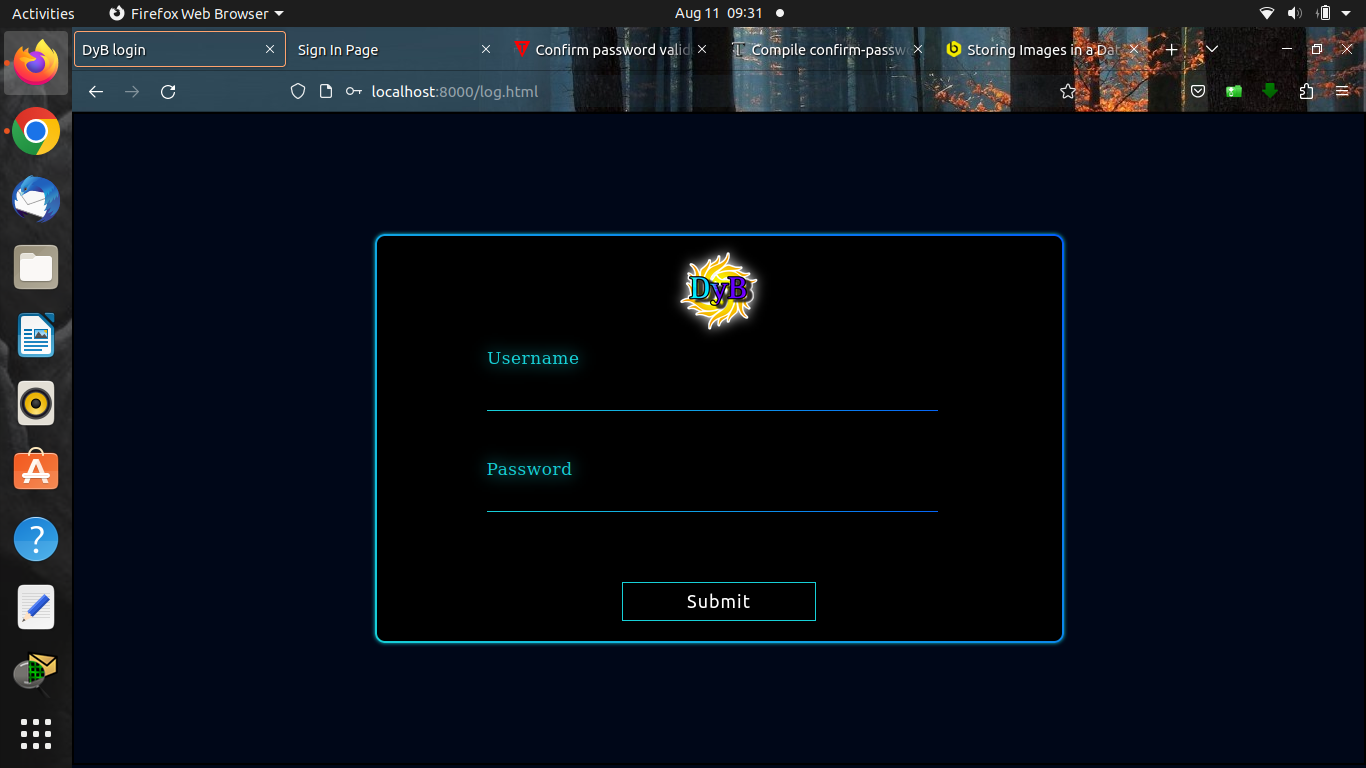 Activities Firefox Web Browser Aug 11 09:31
DyB login Sign In Page Confirm password valid Compile confirm-passw Storing Images in a Dat
localhost:8000/log.html
DyB
Username
Password
Submit